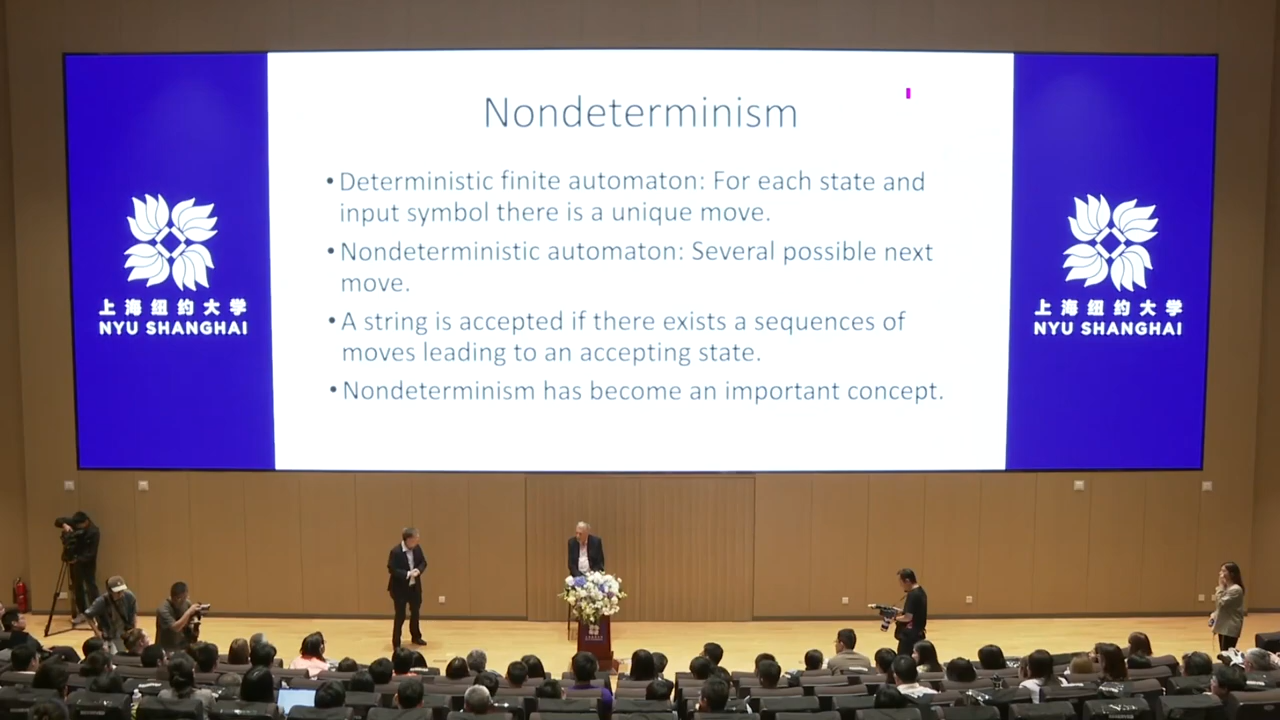 Nondeterminism
• Deterministic finite automaton: For each state and
input symbol there is a unique move.
• Nondeterministic automaton: Several possible next
move.
• A string is accepted if there exists a sequences of
moves leading to an accepting state.
• Nondeterminism has become an important concept.
上海纽约大学
NYU SHANGHAI
上海纽约大学
NYU SHANGHAI